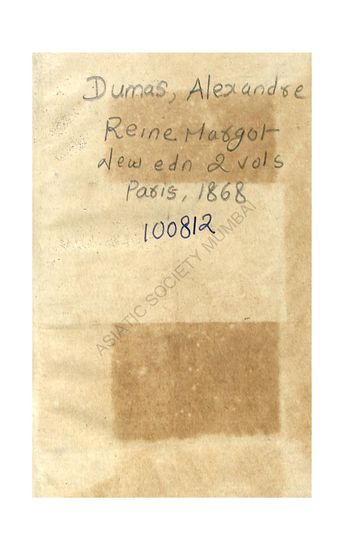 Dumas, Alexandre
Reine Margot
New edn 2 vols
Paris, 1868
100812
ASIATIC SOCIETY MUMBAI